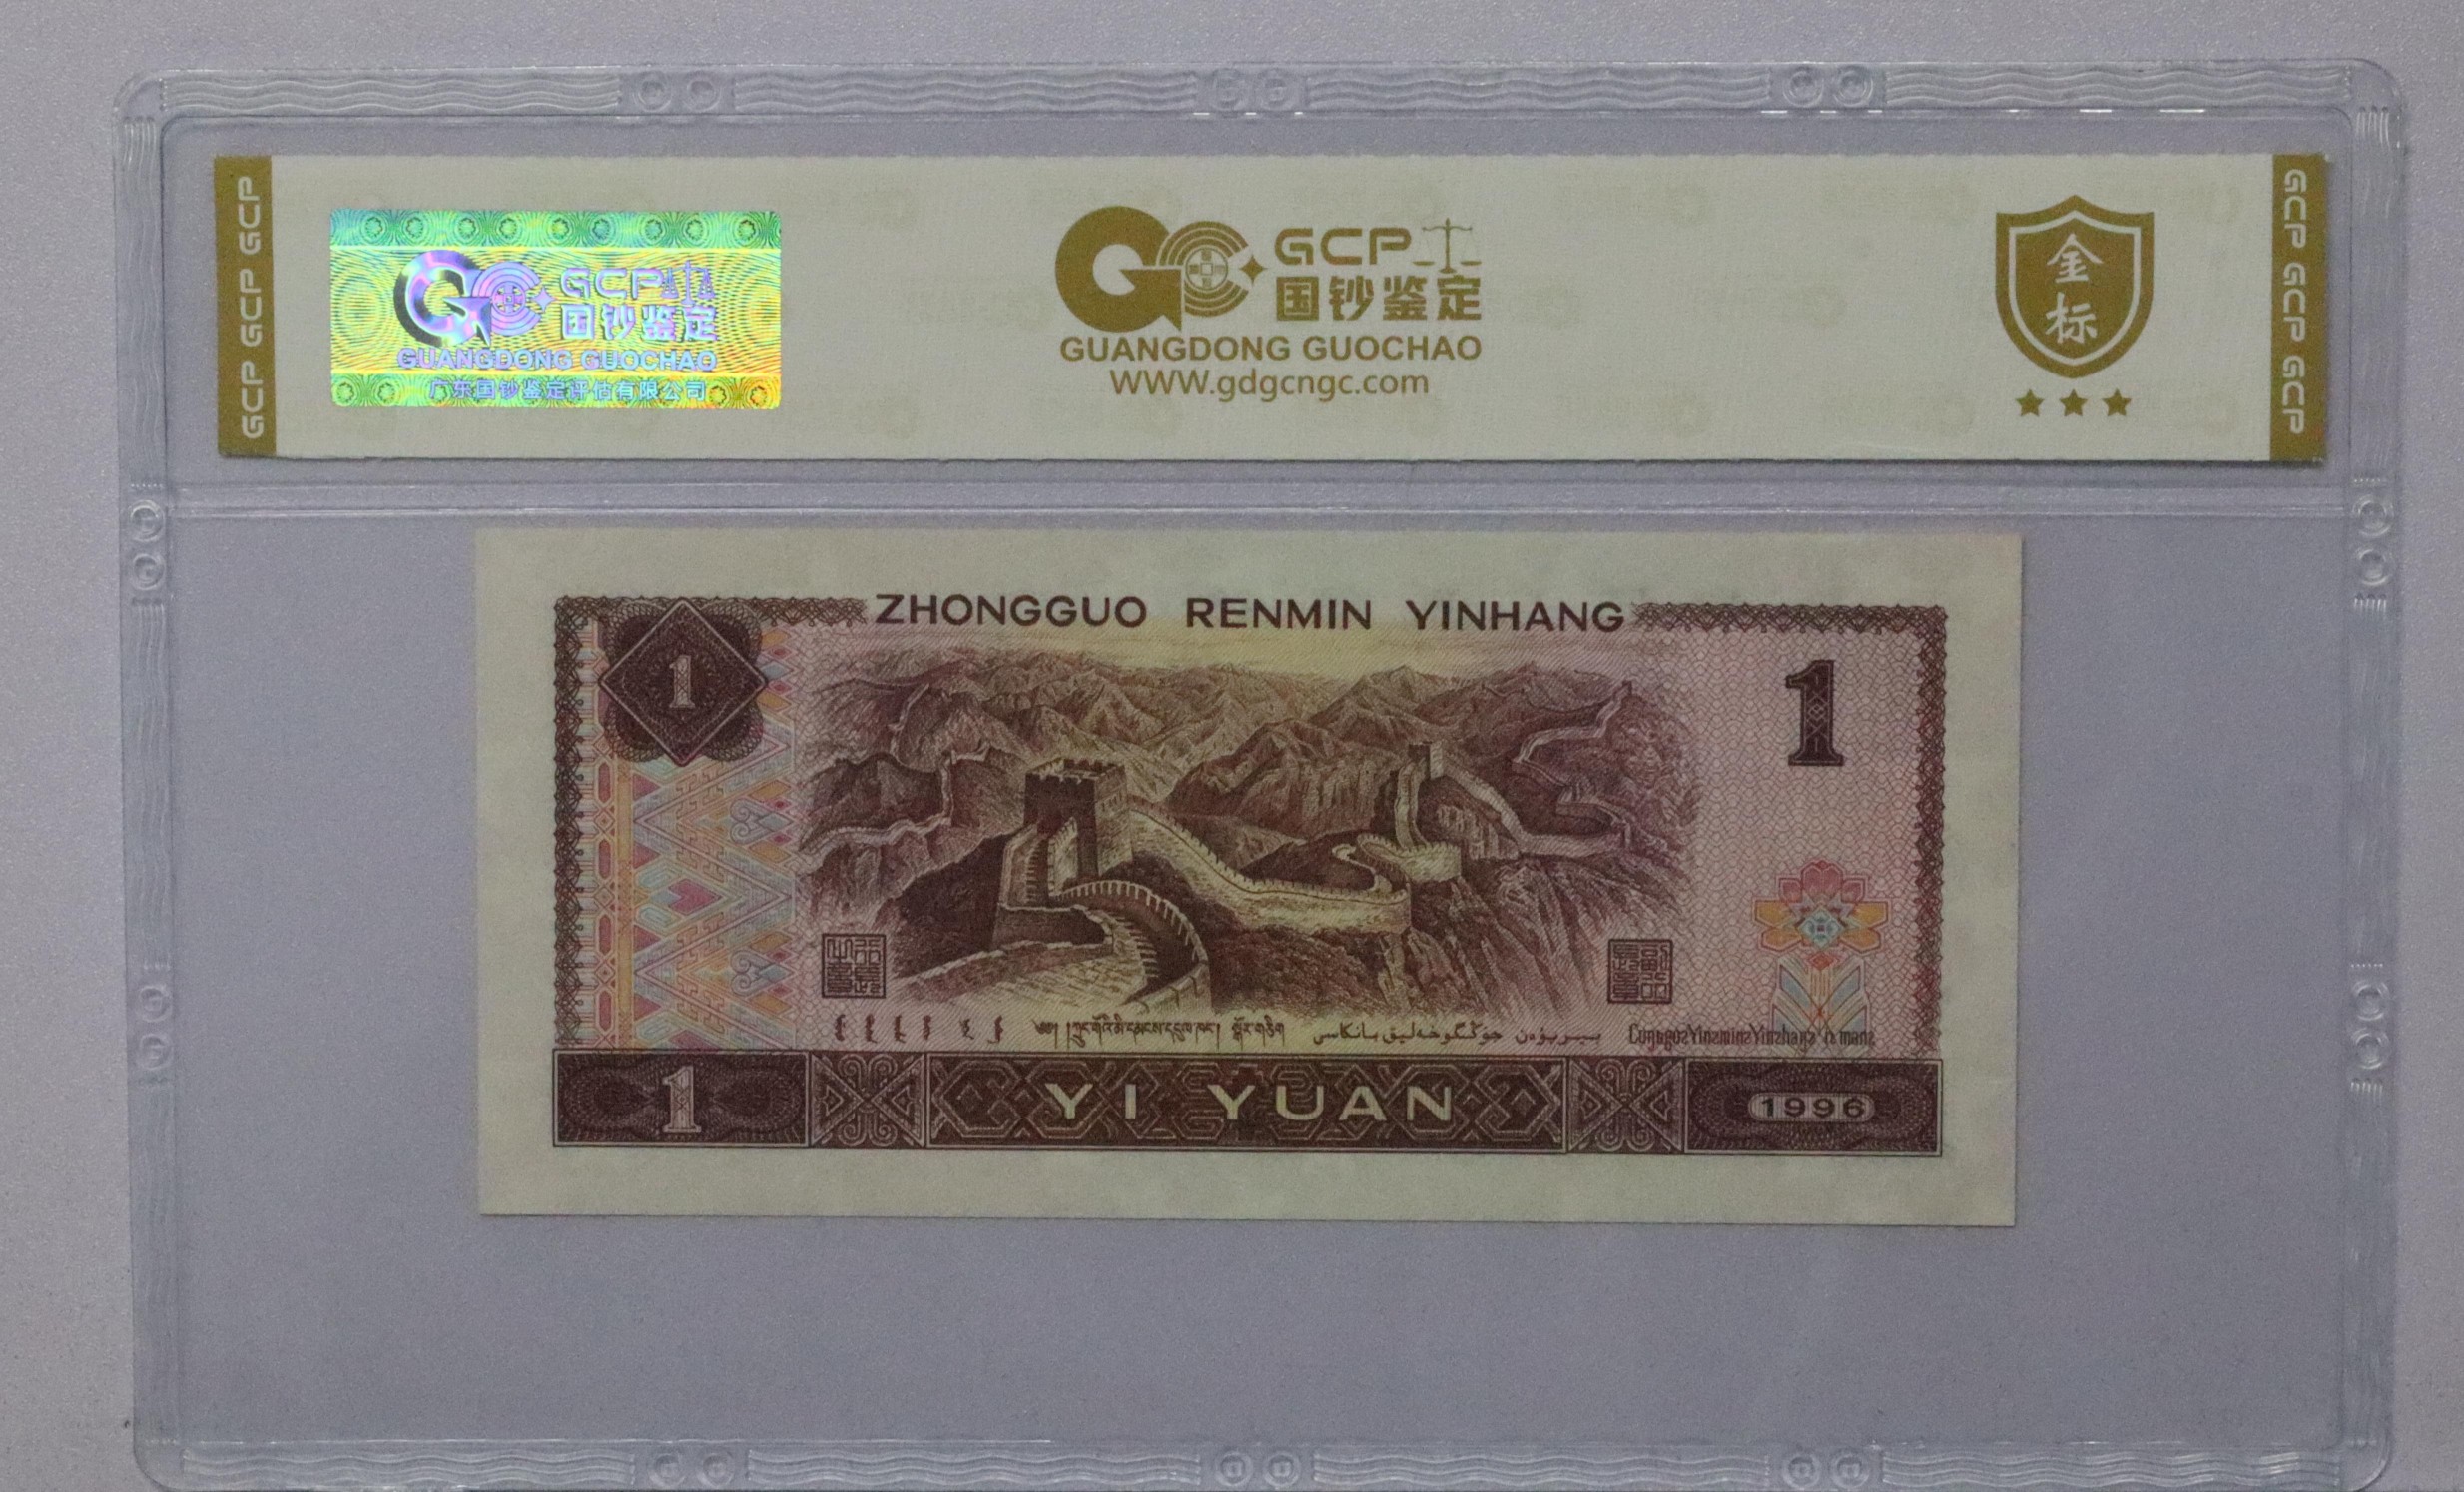 GCP GCP GCP
GCP
国钞鉴定
GUANGDONG GUOCHAO
广东国钞鉴定评估有限公司
GCP
国钞鉴定
GUANGDONG GUOCHAO
WWW.gdgcngc.com
金
标
GCP GCP GCP
ZHONGGUO RENMIN YINHANG
1
1
1
YI YUAN
1996